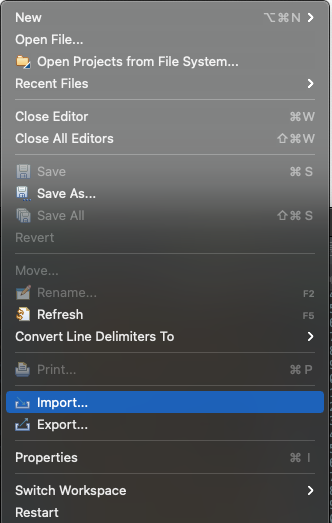 New ⌥⌘N
Open File...
Open Projects from File System...
Recent Files
Close Editor ⌘W
Close All Editors ⇧⌘W
Save ⌘S
Save As...
Save All ⇧⌘S
Revert
Move...
Rename... F2
Refresh F5
Convert Line Delimiters To
Print... ⌘P
Import...
Export...
Properties ⌘I
Switch Workspace
Restart